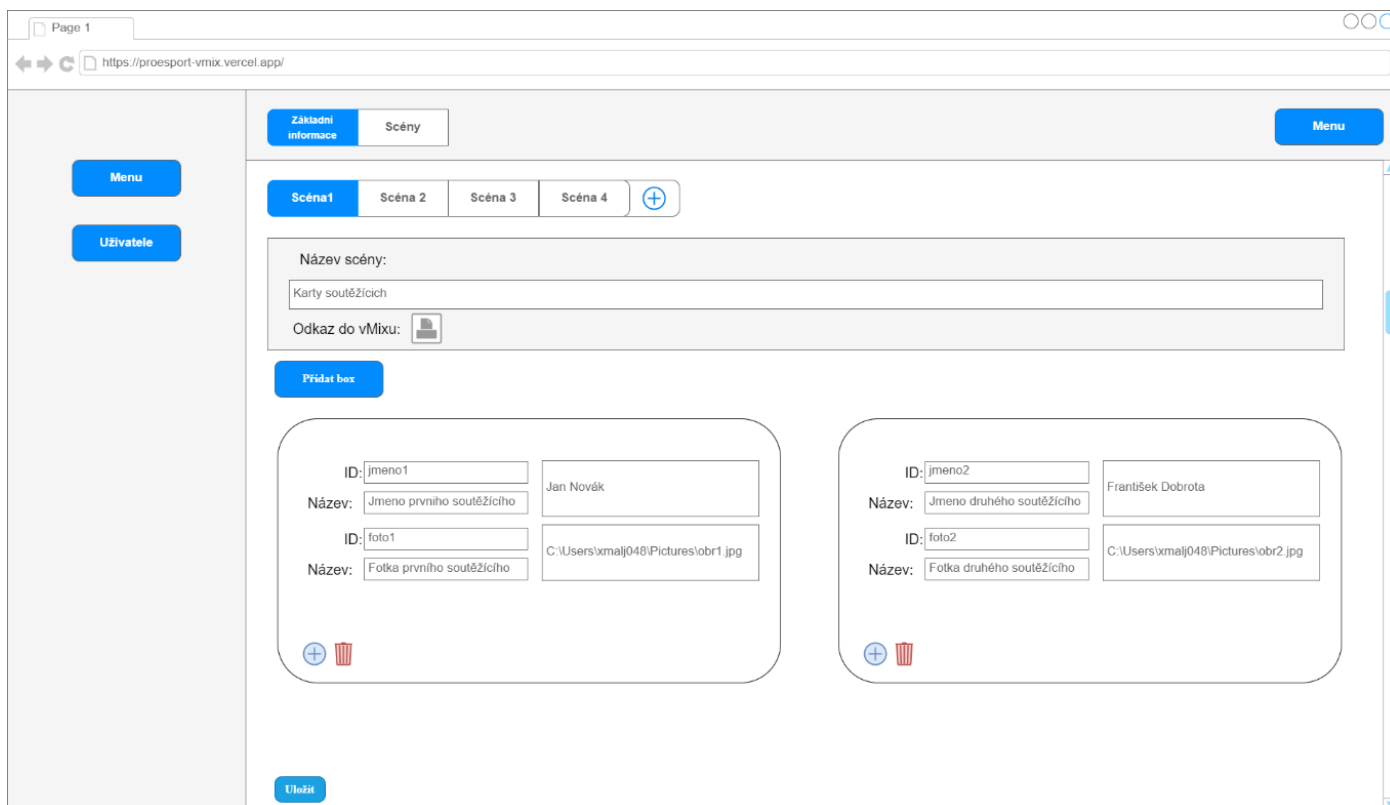 Page 1
https://proesport-vmix.vercel.app/
Základní
informace
Scény
Menu
Menu
Uživatele
Scéna1
Scéna 2
Scéna 3
Scéna 4
Název scény:
Karty soutěžících
Odkaz do vMixu:
Přidat box
ID:
jmeno1
Jan Novák
Název:
Jmeno prvniho soutěžícího
ID:
foto1
C:\Users\xmalj048\Pictures\obr1.jpg
Název:
Fotka prvního soutěžícího
ID:
jmeno2
František Dobrota
Název:
Jmeno druhého soutěžícího
ID:
foto2
C:\Users\xmalj048\Pictures\obr2.jpg
Název:
Fotka druhého soutěžícího
Uložit